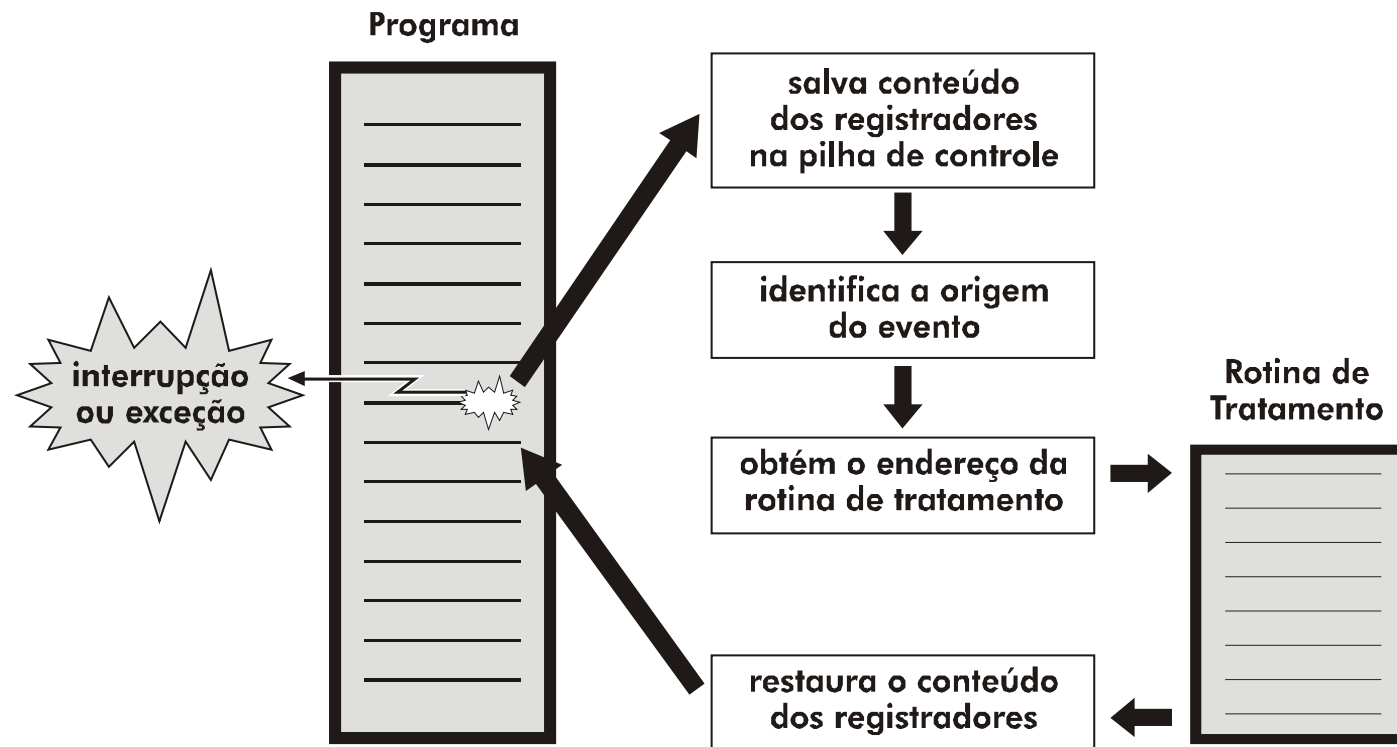 Programa
salva conteúdo
dos registradores
na pilha de controle
identifica a origem
do evento
interrupção
ou exceção
Rotina de
Tratamento
obtém o endereço da
rotina de tratamento
restaura o conteúdo
dos registradores